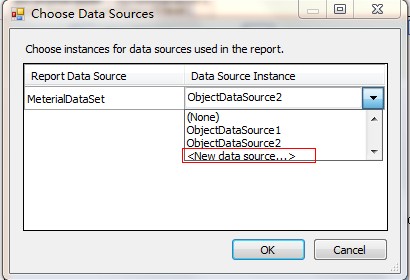 Choose Data Sources
Choose instances for data sources used in the report.
Report Data Source Data Source Instance
MeterialDataSet ObjectDataSource2
(None)
ObjectDataSource1
ObjectDataSource2
<New data source...>
OK Cancel